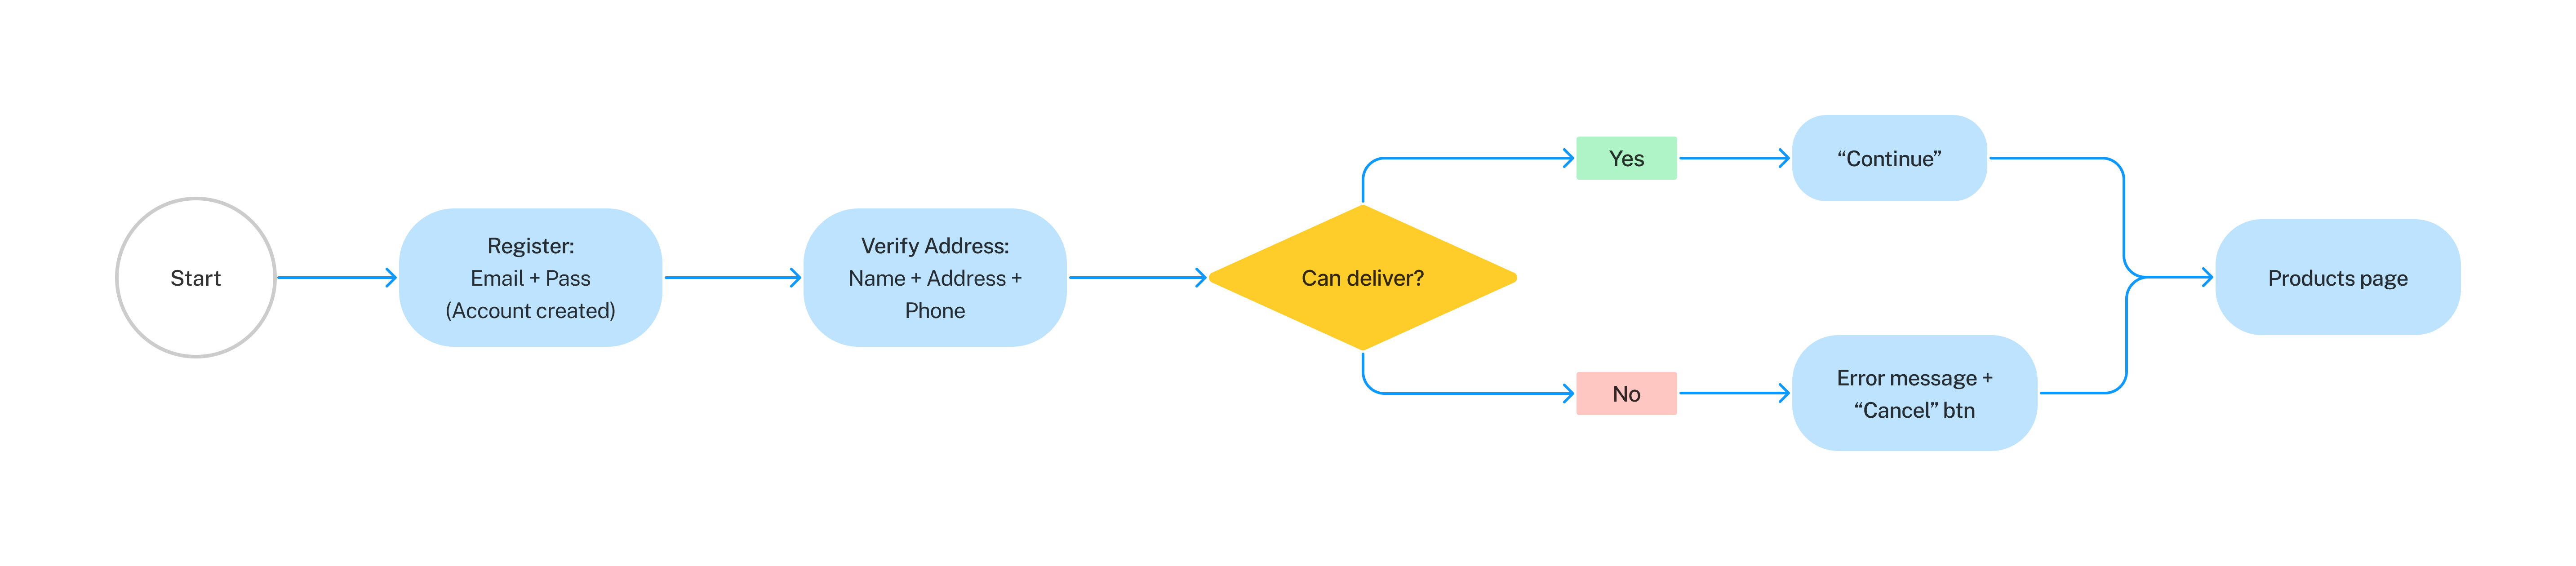 Start
Register:
Email + Pass
(Account created)
Verify Address:
Name + Address +
Phone
Can deliver?
Yes
“Continue”
No
Error message +
“Cancel” btn
Products page